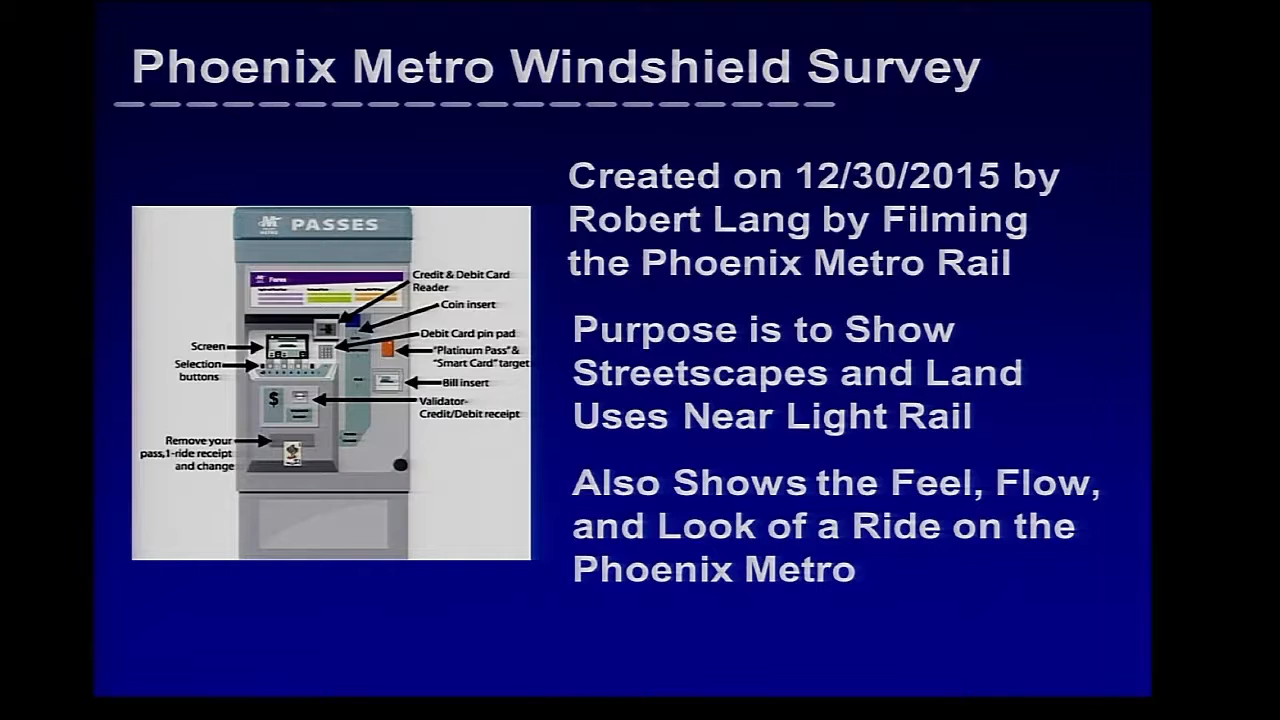 Phoenix Metro Windshield Survey
Created on 12/30/2015 by
Robert Lang by Filming
the Phoenix Metro Rail
Purpose is to Show
Streetscapes and Land
Uses Near Light Rail
Also Shows the Feel, Flow,
and Look of a Ride on the
Phoenix Metro
M
METRO
PASSES
Fares
Credit & Debit Card
Reader
Coin insert
Debit Card pin pad
"Platinum Pass" &
"Smart Card" target
Bill insert
Validator-
Credit/Debit receipt
Screen
Selection
buttons
$
Remove your
pass,1-ride receipt
and change